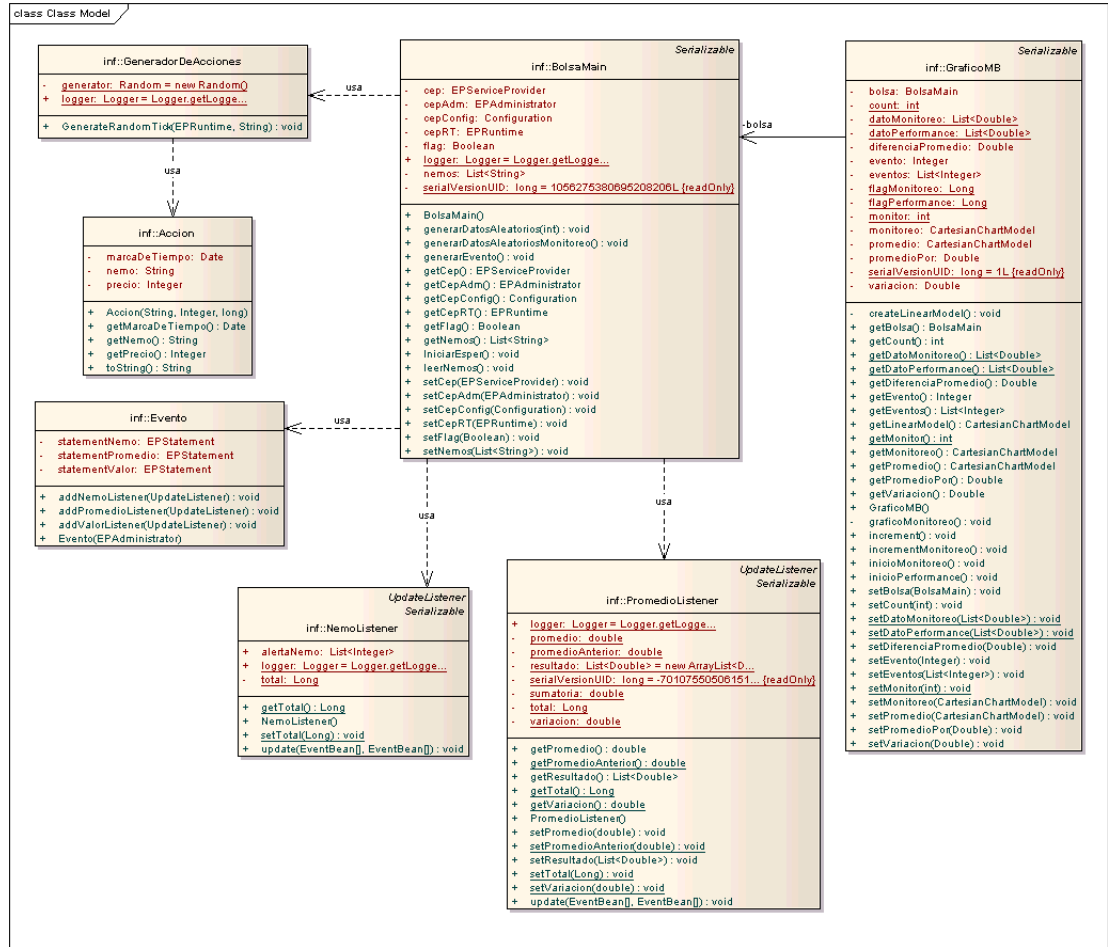 class Class Model
inf::GeneradorDeAcciones
- generator: Random = new Random()
+ logger: Logger = Logger.getLogge...
+ GenerateRandomTick(EPRuntime, String) : void
usa
usa
inf::Accion
- marcaDeTiempo: Date
- nemo: String
- precio: Integer
+ Accion(String, Integer, long)
+ getMarcaDeTiempo() : Date
+ getNemo() : String
+ getPrecio() : Integer
+ toString() : String
inf::Evento
- statementNemo: EPStatement
- statementPromedio: EPStatement
- statementValor: EPStatement
+ addNemoListener(UpdateListener) : void
+ addPromedioListener(UpdateListener) : void
+ addValorListener(UpdateListener) : void
+ Evento(EPAdministrator)
usa
Serializable
inf::BolsaMain
- cep: EPServiceProvider
- cepAdm: EPAdministrator
- cepConfig: Configuration
- cepRT: EPRuntime
- flag: Boolean
+ logger: Logger = Logger.getLogge...
- nemos: List<String>
- serialVersionUID: long = 1056275380695208206L {readOnly}
+ BolsaMain()
+ generarDatosAleatorios(int) : void
+ generarDatosAleatoriosMonitoreo() : void
+ generarEvento() : void
+ getCep() : EPServiceProvider
+ getCepAdm() : EPAdministrator
+ getCepConfig() : Configuration
+ getCepRT() : EPRuntime
+ getFlag() : Boolean
+ getNemos() : List<String>
+ IniciarEsper() : void
+ leerNemos() : void
+ setCep(EPServiceProvider) : void
+ setCepAdm(EPAdministrator) : void
+ setCepConfig(Configuration) : void
+ setCepRT(EPRuntime) : void
+ setFlag(Boolean) : void
+ setNemos(List<String>) : void
usa
usa
-bolsa
Serializable
inf::GraficoMB
- bolsa: BolsaMain
- count: int
- datoMonitoreo: List<Double>
- datoPerformance: List<Double>
- diferenciaPromedio: Double
- evento: Integer
- eventos: List<Integer>
- flagMonitoreo: Long
- flagPerformance: Long
- monitor: int
- monitoreo: CartesianChartModel
- promedio: CartesianChartModel
- promedioPor: Double
- serialVersionUID: long = 1L {readOnly}
- variacion: Double
- createLinearModel() : void
+ getBolsa() : BolsaMain
+ getCount() : int
+ getDatoMonitoreo() : List<Double>
+ getDatoPerformance() : List<Double>
+ getDiferenciaPromedio() : Double
+ getEvento() : Integer
+ getEventos() : List<Integer>
+ getLinearModel() : CartesianChartModel
+ getMonitor() : int
+ getMonitoreo() : CartesianChartModel
+ getPromedio() : CartesianChartModel
+ getPromedioPor() : Double
+ getVariacion() : Double
+ GraficoMB()
- graficoMonitoreo() : void
+ increment() : void
+ incrementMonitoreo() : void
+ inicioMonitoreo() : void
+ inicioPerformance() : void
+ setBolsa(BolsaMain) : void
+ setCount(int) : void
+ setDatoMonitoreo(List<Double>) : void
+ setDatoPerformance(List<Double>) : void
+ setDiferenciaPromedio(Double) : void
+ setEvento(Integer) : void
+ setEventos(List<Integer>) : void
+ setMonitor(int) : void
+ setMonitoreo(CartesianChartModel) : void
+ setPromedio(CartesianChartModel) : void
+ setPromedioPor(Double) : void
+ setVariacion(Double) : void
UpdateListener
Serializable
inf::NemoListener
+ alertaNemo: List<Integer>
+ logger: Logger = Logger.getLogge...
- total: Long
+ getTotal() : Long
+ NemoListener()
+ setTotal(Long) : void
+ update(EventBean[], EventBean[]) : void
UpdateListener
Serializable
inf::PromedioListener
+ logger: Logger = Logger.getLogge...
- promedio: double
- promedioAnterior: double
- resultado: List<Double> = new ArrayList<D...
- serialVersionUID: long = -70107550506151... {readOnly}
- sumatoria: double
- total: Long
- variacion: double
+ getPromedio() : double
+ getPromedioAnterior() : double
+ getResultado() : List<Double>
+ getTotal() : Long
+ getVariacion() : double
+ PromedioListener()
+ setPromedio(double) : void
+ setPromedioAnterior(double) : void
+ setResultado(List<Double>) : void
+ setTotal(Long) : void
+ setVariacion(double) : void
+ update(EventBean[], EventBean[]) : void